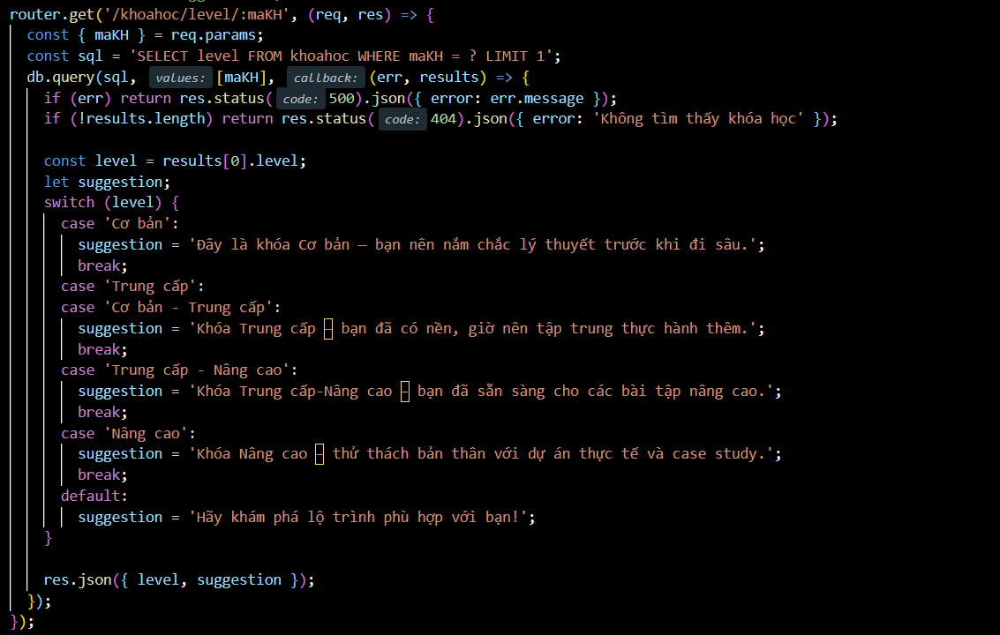 router.get('/khoahoc/level/:maKH', (req, res) => {
  const { maKH } = req.params;
  const sql = 'SELECT level FROM khoahoc WHERE maKH = ? LIMIT 1';
  db.query(sql, values: [maKH], callback: (err, results) => {
    if (err) return res.status( code: 500).json({ error: err.message });
    if (!results.length) return res.status( code: 404).json({ error: 'Không tìm thấy khóa học' });

    const level = results[0].level;
    let suggestion;
    switch (level) {
      case 'Cơ bản':
        suggestion = 'Đây là khóa Cơ bản — bạn nên nắm chắc lý thuyết trước khi đi sâu.';
        break;
      case 'Trung cấp':
      case 'Cơ bản - Trung cấp':
        suggestion = 'Khóa Trung cấp – bạn đã có nền, giờ nên tập trung thực hành thêm.';
        break;
      case 'Trung cấp - Nâng cao':
        suggestion = 'Khóa Trung cấp-Nâng cao – bạn đã sẵn sàng cho các bài tập nâng cao.';
        break;
      case 'Nâng cao':
        suggestion = 'Khóa Nâng cao – thử thách bản thân với dự án thực tế và case study.';
        break;
      default:
        suggestion = 'Hãy khám phá lộ trình phù hợp với bạn!';
    }

    res.json({ level, suggestion });
  });
});